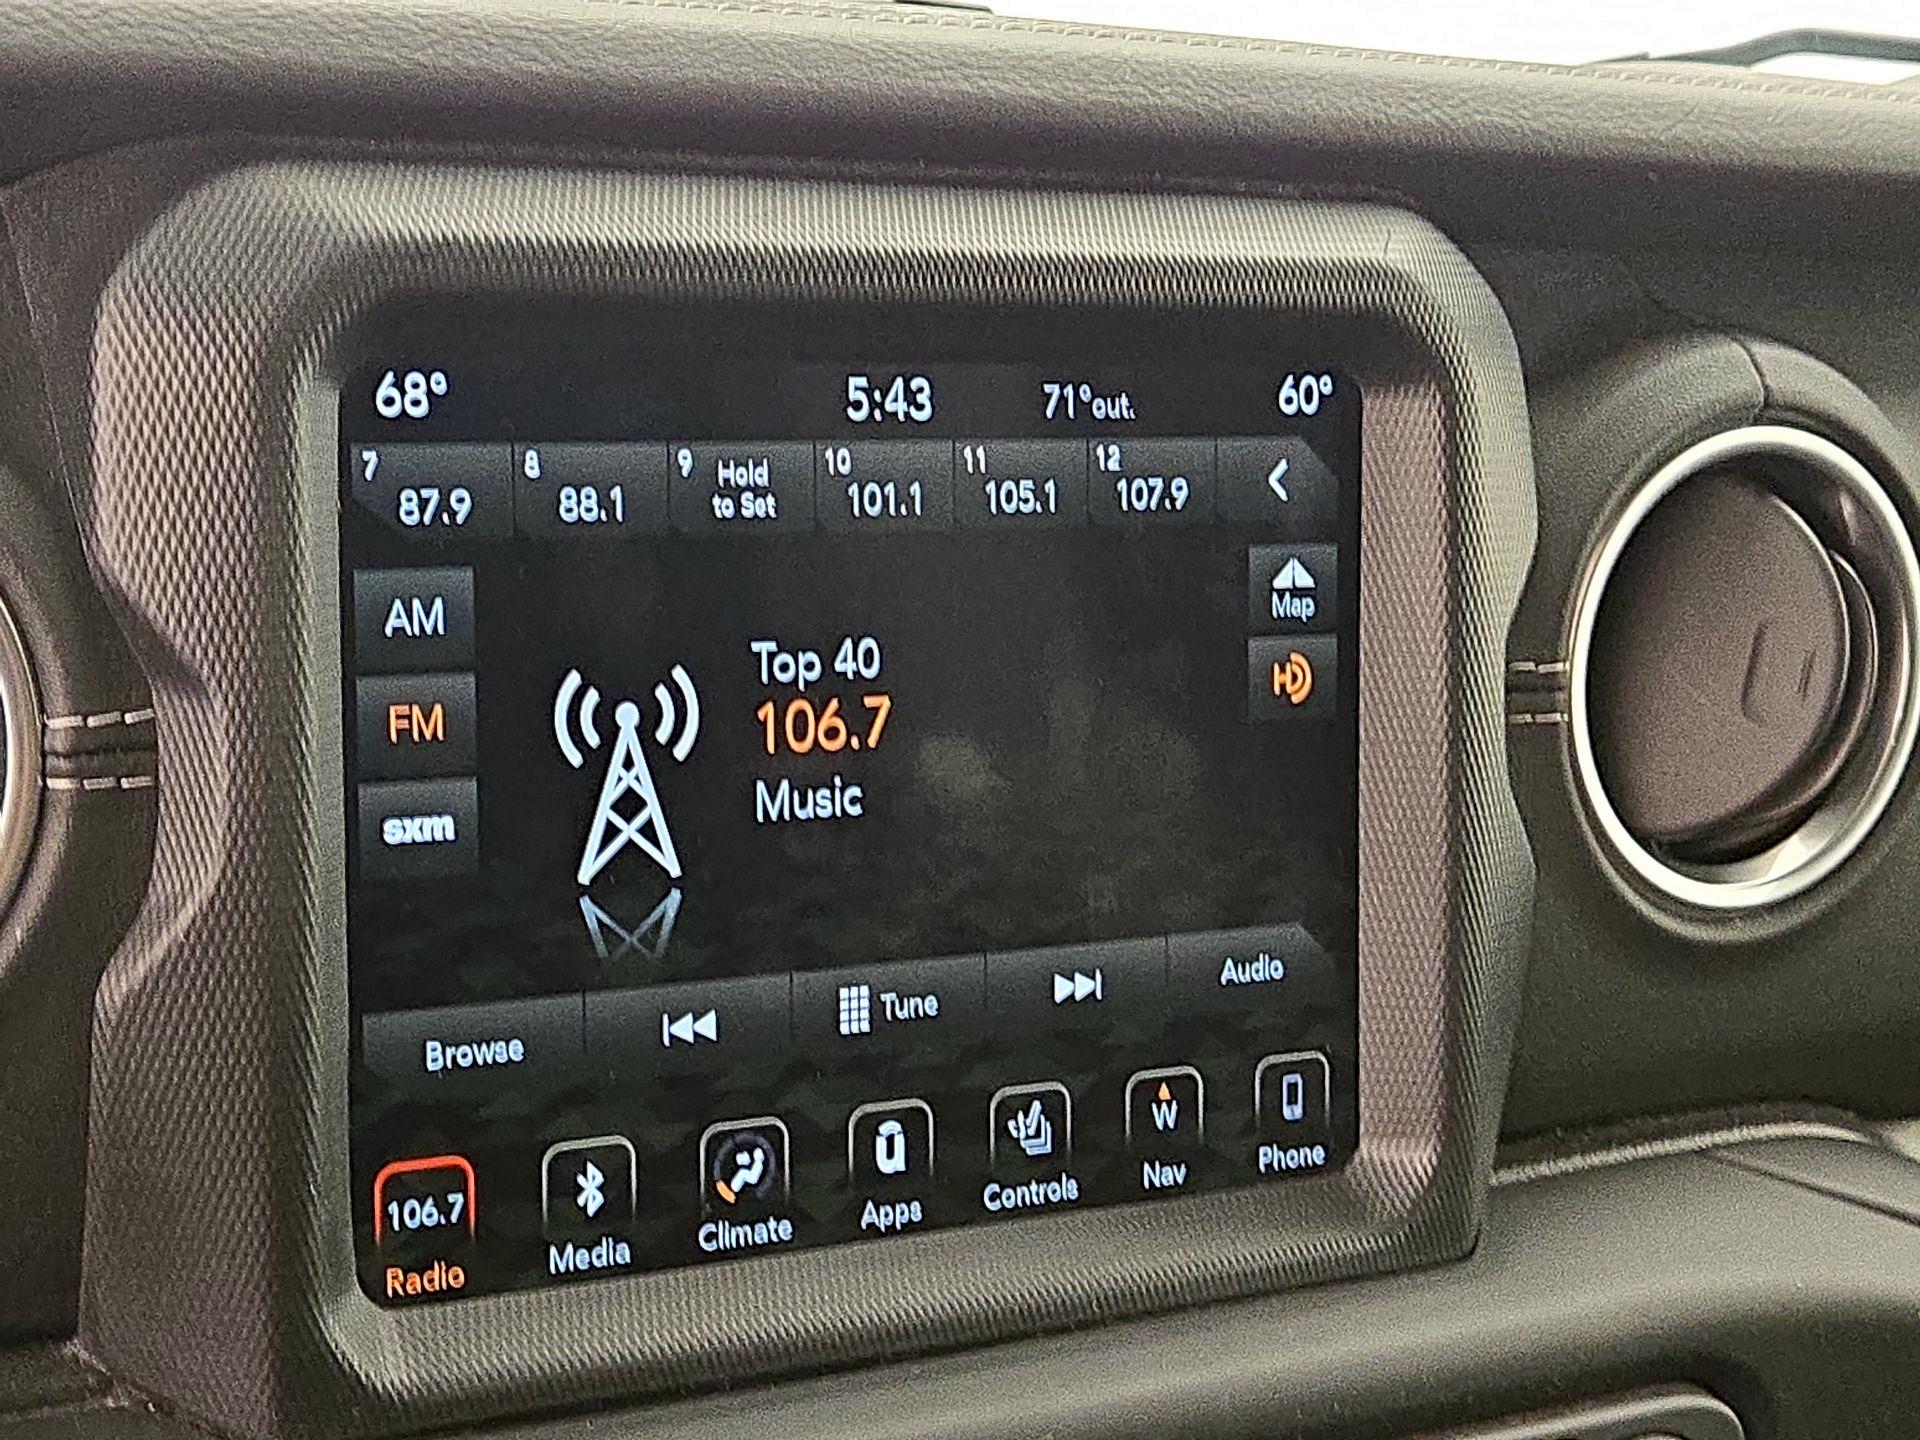 68° 5:43 71°out. 60°
7 87.9 8 88.1 9 Hold to Set 10 101.1 11 105.1 12 107.9
AM
Map
FM
HD
sxm
Top 40
106.7
Music
Browse Tune Audio
106.7 W
Radio Media Climate Apps Controls Nav Phone